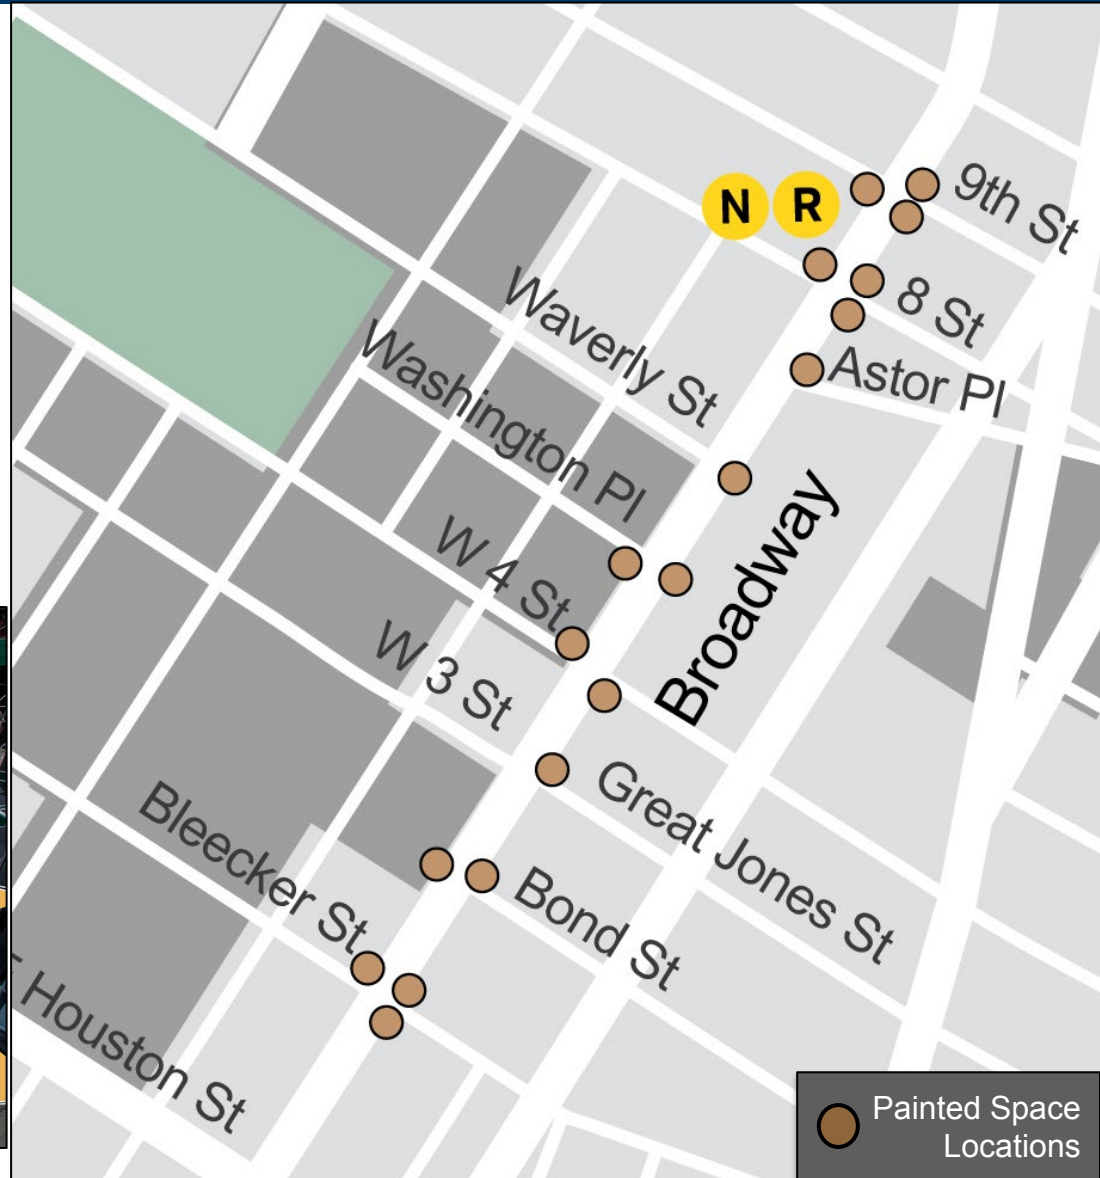 9th St
N R
8 St
Waverly St
Astor Pl
Washington Pl
Broadway
W 4 St
W 3 St
Great Jones St
Bleecker St
Bond St
Houston St
Painted Space
Locations